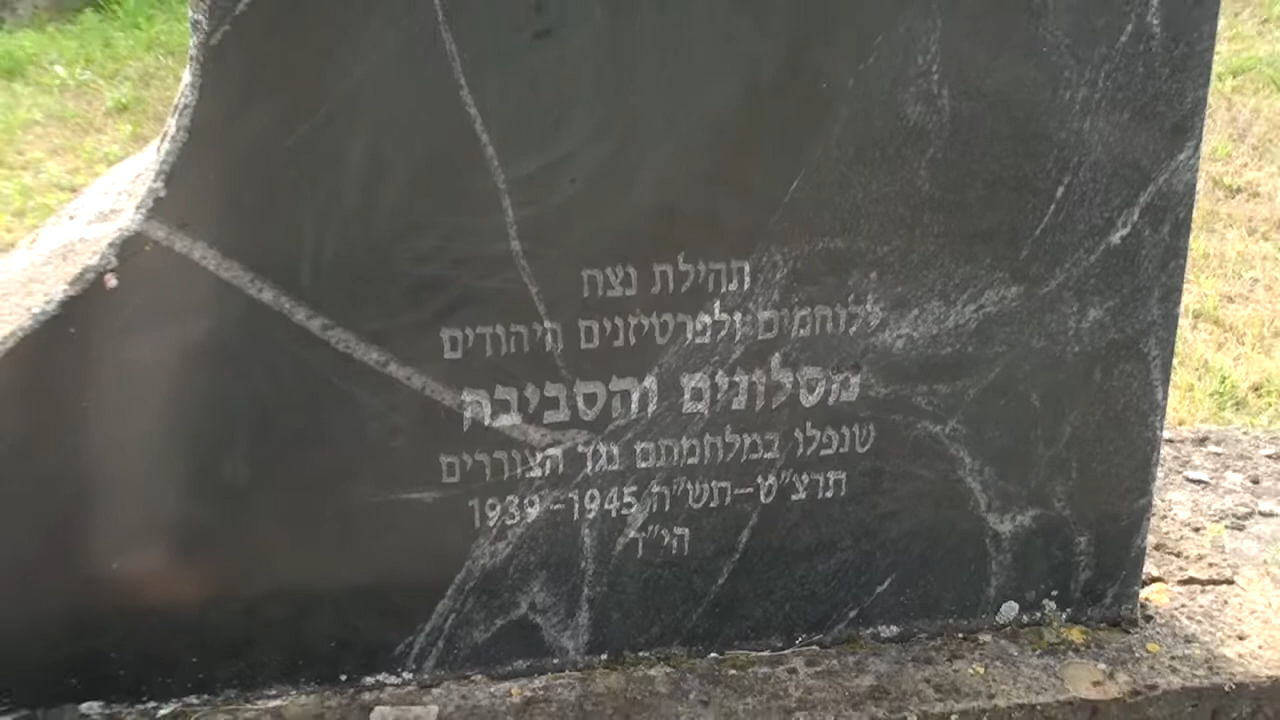 תהילת נצח
ללוחמים ולפרטיזנים היהודים
מסלונים והסביבה
שנפלו במלחמתם נגד הצוררים
תרצ"ט–תש"ה 1939–1945
הי"ד